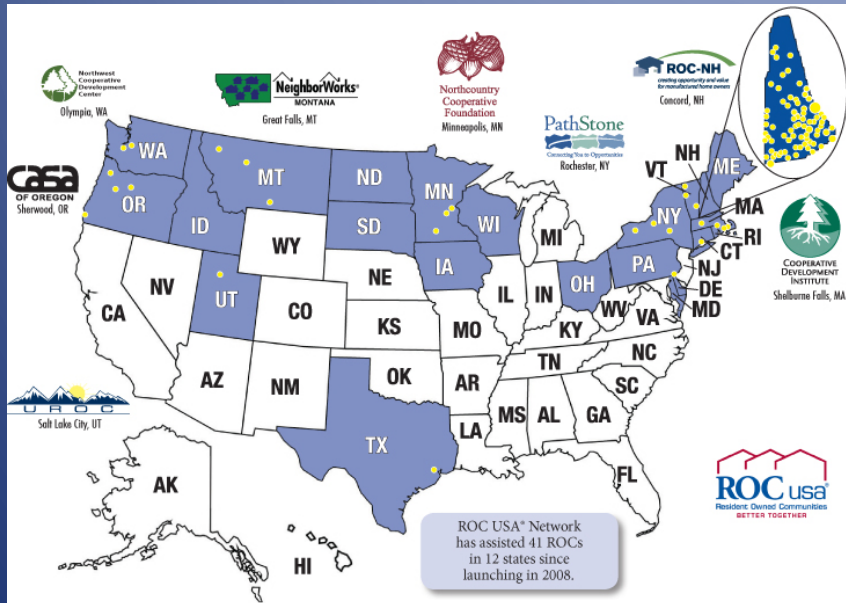 Northwest
Cooperative
Development
Center
Olympia, WA
NeighborWorks®
MONTANA
Great Falls, MT
Northcountry
Cooperative
Foundation
Minneapolis, MN
PathStone
Connecting You to Opportunities
Rochester, NY
ROC-NH
creating opportunity and value
for manufactured home owners
Concord, NH
casa
OF OREGON
Sherwood, OR
COOPERATIVE
DEVELOPMENT
INSTITUTE
Shelburne Falls, MA
UROC
Salt Lake City, UT
WA
OR
ID
MT
ND
SD
MN
WI
IA
WY
NE
NV
UT
CA
CO
KS
AZ
NM
OK
TX
MO
AR
LA
IL
IN
MI
OH
KY
TN
MS
AL
GA
FL
SC
NC
VA
WV
PA
NY
VT
NH
ME
MA
RI
CT
NJ
DE
MD
AK
HI
ROC USA® Network
has assisted 41 ROCs
in 12 states since
launching in 2008.
ROC usa®
Resident Owned Communities
BETTER TOGETHER